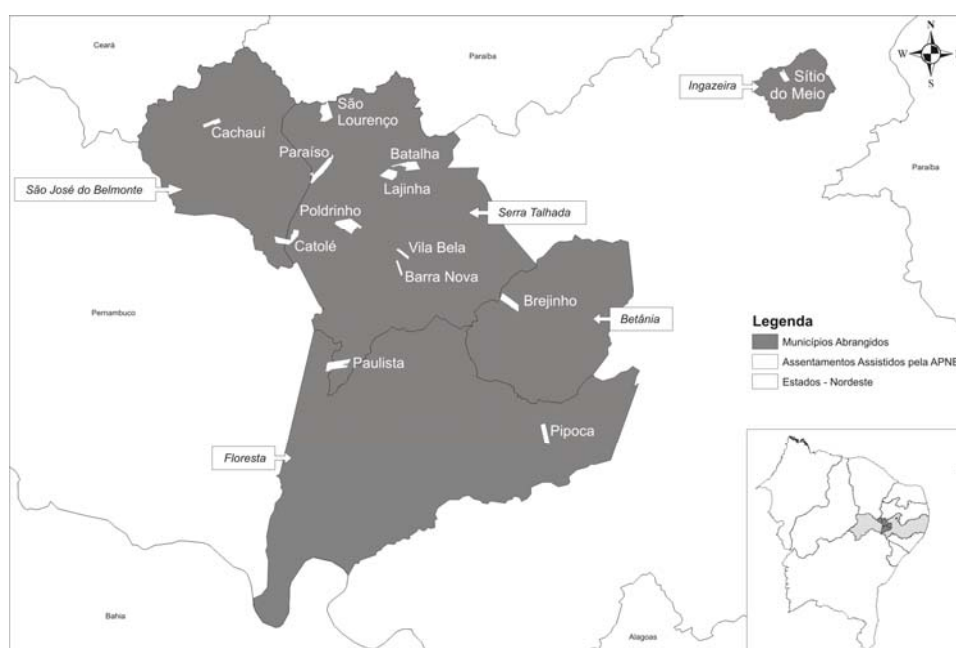 Ceará
Paraíba
N
W
S
Ingazeira
Sítio
do Meio
São
Lourenço
Cachauí
Paraíso
Batalha
Lajinha
Paraíba
São José do Belmonte
Poldrinho
Serra Talhada
Catolé
Vila Bela
Barra Nova
Brejinho
Pernambuco
Betânia
Legenda
Municípios Abrangidos
Assentamentos Assistidos pela APNE
Estados - Nordeste
Paulista
Pipoca
Floresta
Bahia
Alagoas